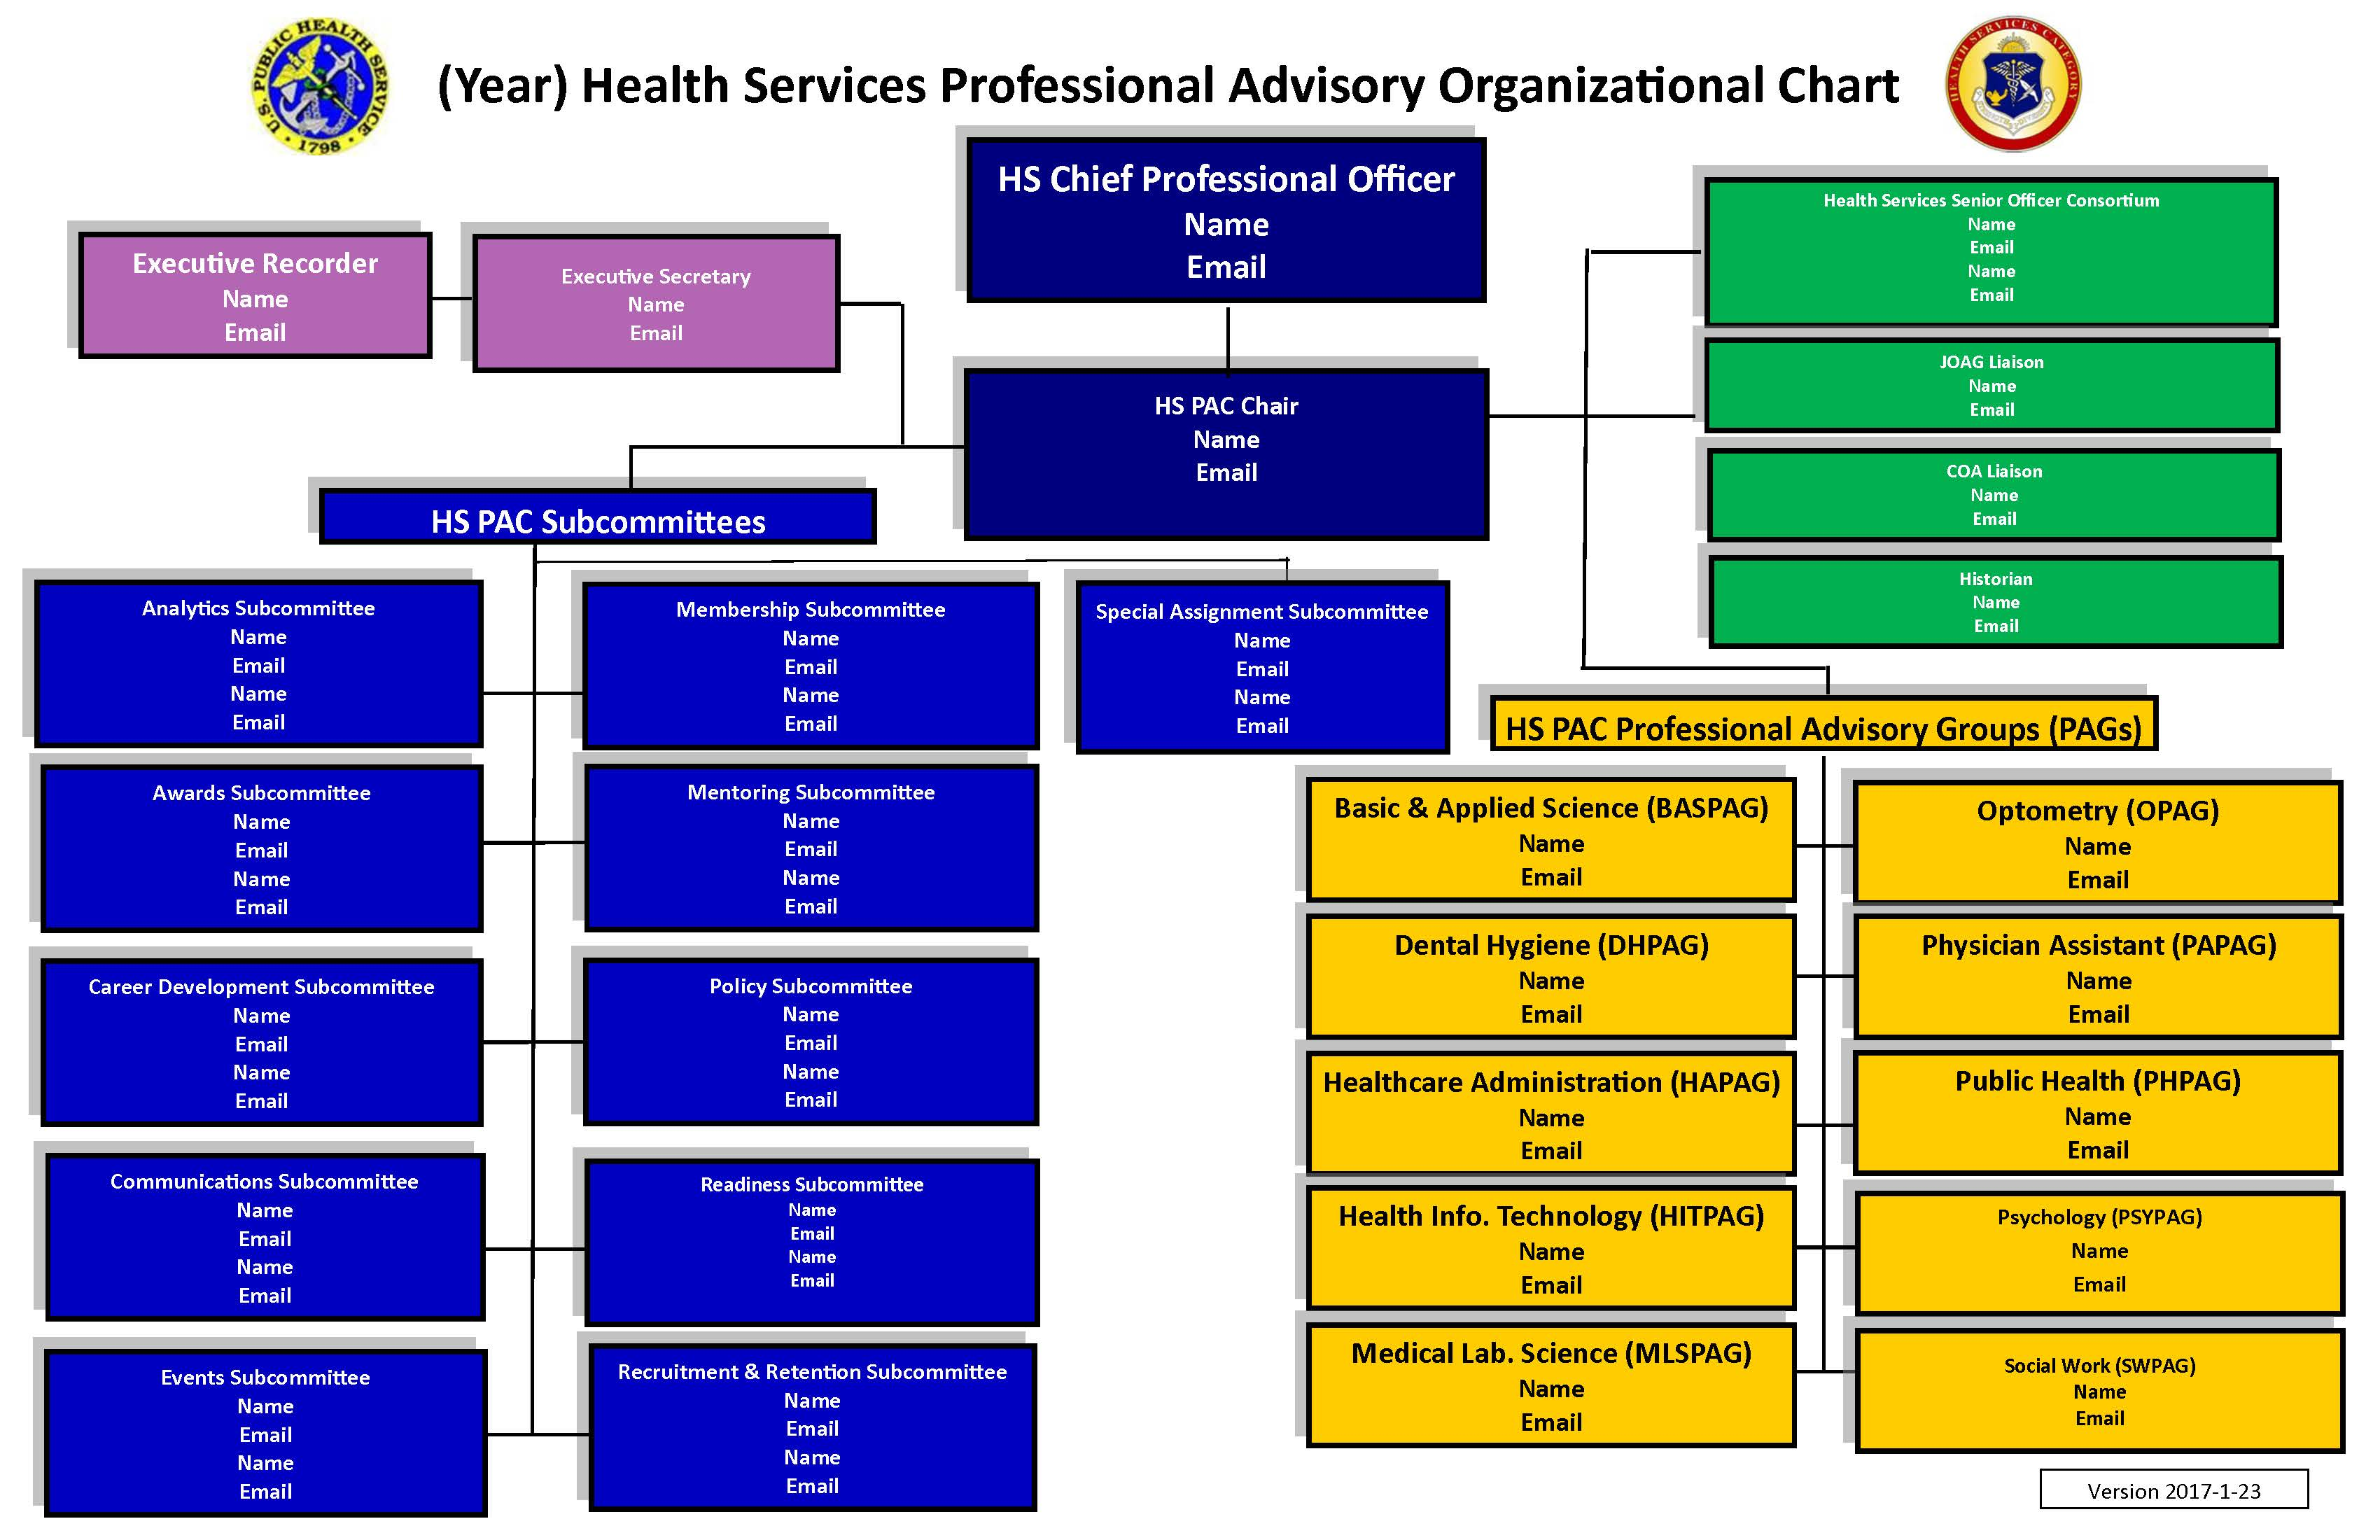 U.S. PUBLIC HEALTH SERVICE
1798
(Year) Health Services Professional Advisory Organizational Chart
HEALTH SERVICES CATEGORY
HS Chief Professional Officer
Name
Email
Executive Recorder
Name
Email
Executive Secretary
Name
Email
HS PAC Chair
Name
Email
Health Services Senior Officer Consortium
Name
Email
Name
Email
JOAG Liaison
Name
Email
COA Liaison
Name
Email
Historian
Name
Email
HS PAC Subcommittees
Analytics Subcommittee
Name
Email
Name
Email
Membership Subcommittee
Name
Email
Name
Email
Special Assignment Subcommittee
Name
Email
Name
Email
Awards Subcommittee
Name
Email
Name
Email
Mentoring Subcommittee
Name
Email
Name
Email
Career Development Subcommittee
Name
Email
Name
Email
Policy Subcommittee
Name
Email
Name
Email
Communications Subcommittee
Name
Email
Name
Email
Readiness Subcommittee
Name
Email
Name
Email
Events Subcommittee
Name
Email
Name
Email
Recruitment & Retention Subcommittee
Name
Email
Name
Email
HS PAC Professional Advisory Groups (PAGs)
Basic & Applied Science (BASPAG)
Name
Email
Optometry (OPAG)
Name
Email
Dental Hygiene (DHPAG)
Name
Email
Physician Assistant (PAPAG)
Name
Email
Healthcare Administration (HAPAG)
Name
Email
Public Health (PHPAG)
Name
Email
Health Info. Technology (HITPAG)
Name
Email
Psychology (PSYPAG)
Name
Email
Medical Lab. Science (MLSPAG)
Name
Email
Social Work (SWPAG)
Name
Email
Version 2017-1-23